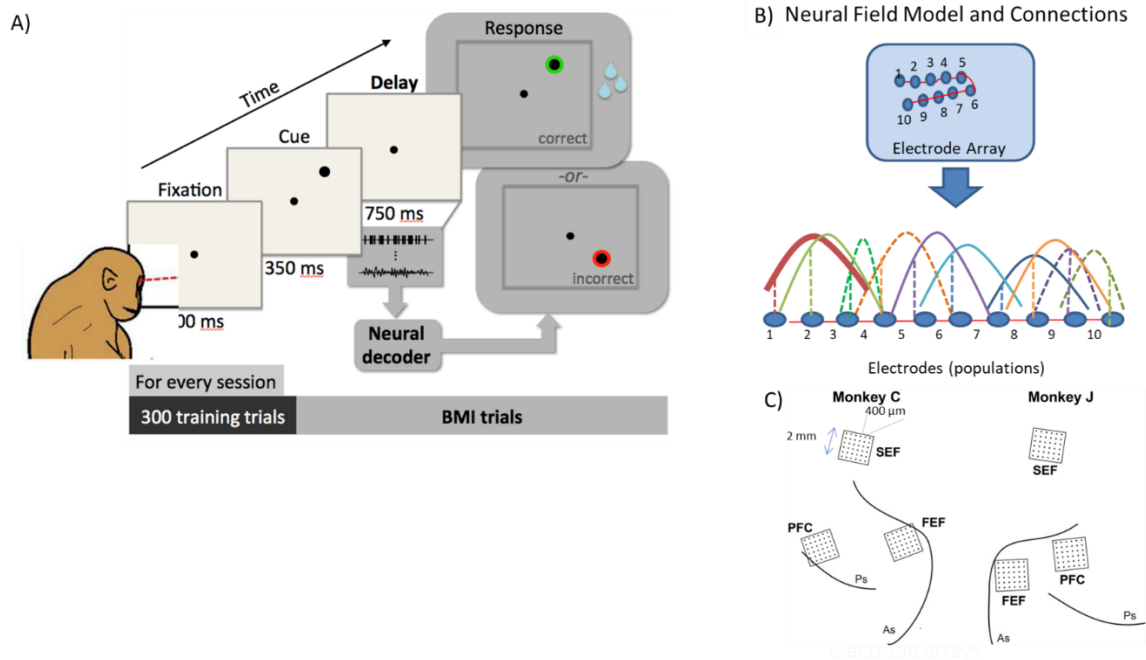 A)
Time
Fixation
Cue
Delay
Response
correct
-or-
incorrect
00 ms
350 ms
750 ms
Neural
decoder
For every session
300 training trials
BMI trials
B) Neural Field Model and Connections
1 2 3 4 5
10 9 8 7 6
Electrode Array
1 2 3 4 5 6 7 8 9 10
Electrodes (populations)
C)
Monkey C
400 µm
2 mm
SEF
PFC
FEF
Ps
As
Monkey J
SEF
FEF
PFC
Ps
As
Electrode arrays